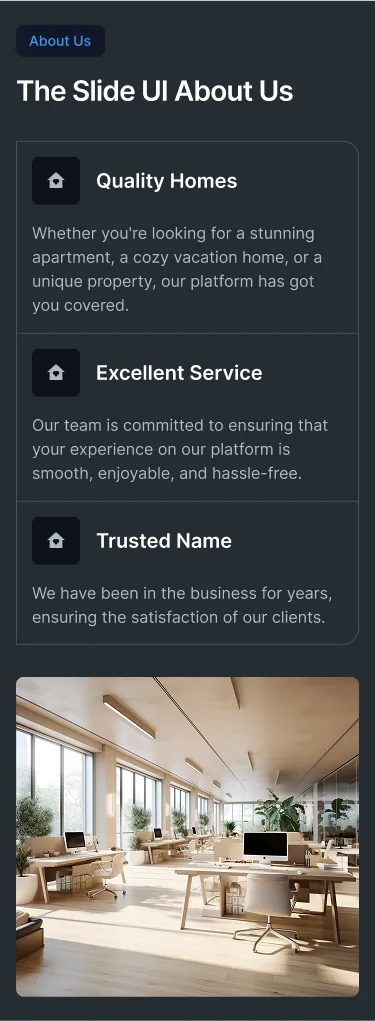 About Us
The Slide UI About Us
Quality Homes
Whether you're looking for a stunning
apartment, a cozy vacation home, or a
unique property, our platform has got
you covered.
Excellent Service
Our team is committed to ensuring that
your experience on our platform is
smooth, enjoyable, and hassle-free.
Trusted Name
We have been in the business for years,
ensuring the satisfaction of our clients.